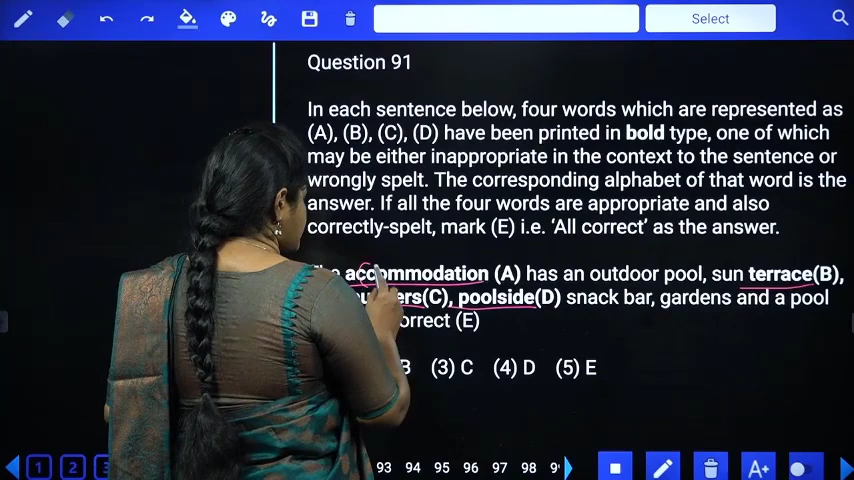 Select
Question 91
In each sentence below, four words which are represented as
(A), (B), (C), (D) have been printed in bold type, one of which
may be either inappropriate in the context to the sentence or
wrongly spelt. The corresponding alphabet of that word is the
answer. If all the four words are appropriate and also
correctly-spelt, mark (E) i.e. ‘All correct’ as the answer.
The accommodation (A) has an outdoor pool, sun terrace(B),
(C), poolside(D) snack bar, gardens and a pool
(E)
B (3) C (4) D (5) E
1 2 3 93 94 95 96 97 98 A+